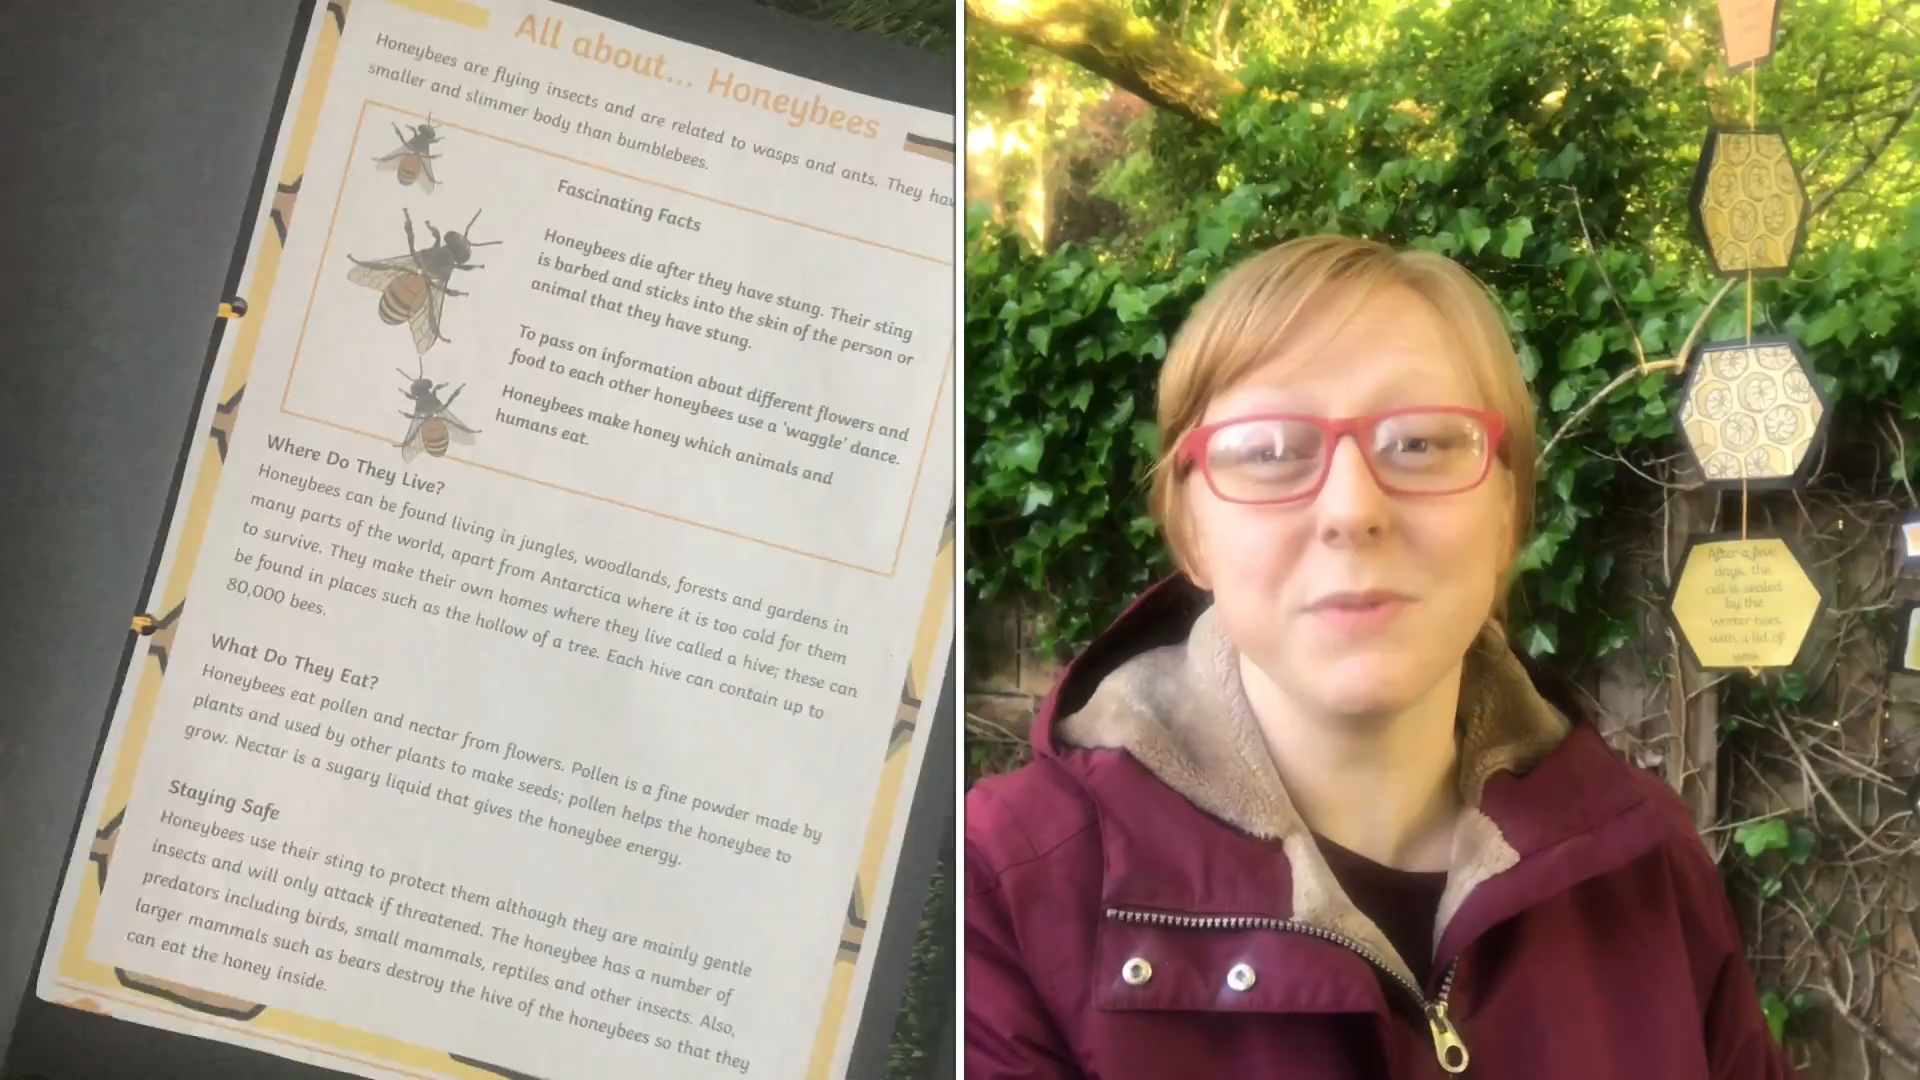 All about... Honeybees
Honeybees are flying insects and are related to wasps and ants. They hav
smaller and slimmer body than bumblebees.
Fascinating Facts
Honeybees die after they have stung. Their sting
is barbed and sticks into the skin of the person or
animal that they have stung.
To pass on information about different flowers and
food to each other honeybees use a 'waggle' dance.
Honeybees make honey which animals and
humans eat.
Where Do They Live?
Honeybees can be found living in jungles, woodlands, forests and gardens in
many parts of the world, apart from Antarctica where it is too cold for them
to survive. They make their own homes where they live called a hive; these can
be found in places such as the hollow of a tree. Each hive can contain up to
80,000 bees.
What Do They Eat?
Honeybees eat pollen and nectar from flowers. Pollen is a fine powder made by
plants and used by other plants to make seeds; pollen helps the honeybee to
grow. Nectar is a sugary liquid that gives the honeybee energy.
Staying Safe
Honeybees use their sting to protect them although they are mainly gentle
insects and will only attack if threatened. The honeybee has a number of
predators including birds, small mammals, reptiles and other insects. Also,
larger mammals such as bears destroy the hive of the honeybees so that they
can eat the honey inside.
After a few
days, the
cell is sealed
by the
worker bees
with a lid of
wax.